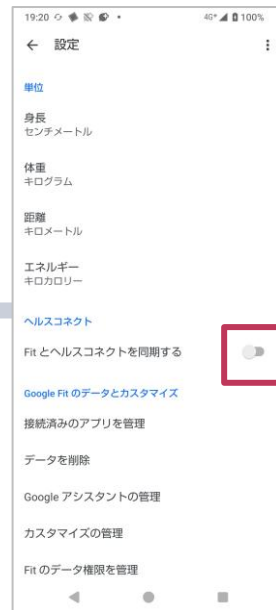 19:20 4G+ 100%
設定
単位
身長
センチメートル
体重
キログラム
距離
キロメートル
エネルギー
キロカロリー
ヘルスコネクト
Fit とヘルスコネクトを同期する
Google Fit のデータとカスタマイズ
接続済みのアプリを管理
データを削除
Google アシスタントの管理
カスタマイズの管理
Fit のデータ権限を管理